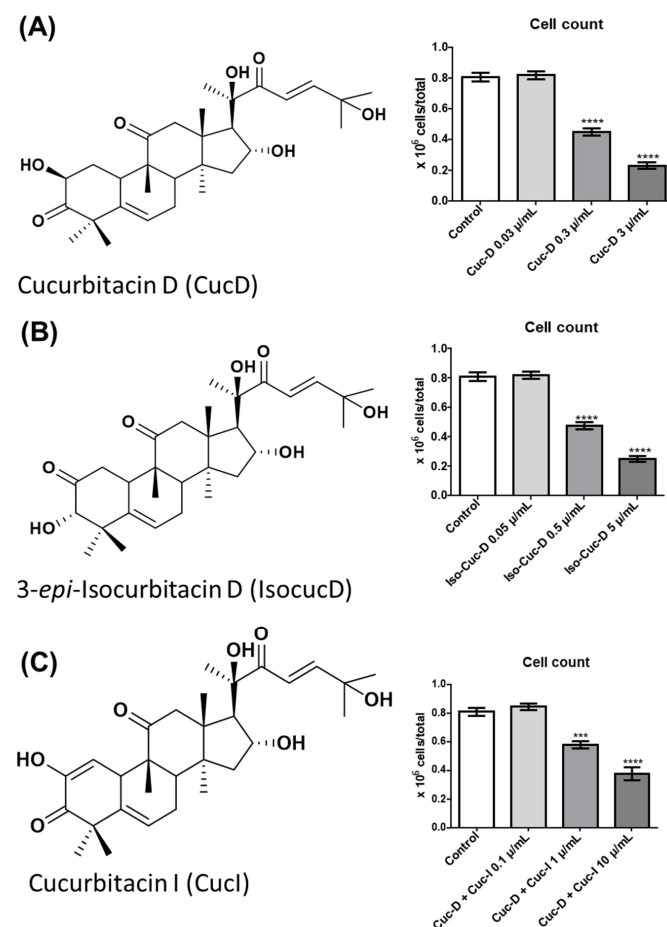 (A)
Cell count
OH
O
OH
O
OH
HO
O
x 10⁶ cells/total
1.0
0.8
0.6
0.4
0.2
0.0
****
****
Control
Cuc-D 0.03 µ/mL
Cuc-D 0.3 µ/mL
Cuc-D 3 µ/mL
Cucurbitacin D (CucD)
(B)
Cell count
OH
O
OH
O
OH
O
HO
x 10⁶ cells/total
1.0
0.8
0.6
0.4
0.2
0.0
****
****
Control
Iso-Cuc-D 0.05 µ/mL
Iso-Cuc-D 0.5 µ/mL
Iso-Cuc-D 5 µ/mL
3-epi-Isocurbitacin D (IsocucD)
(C)
Cell count
OH
O
OH
O
OH
HO
O
x 10⁶ cells/total
1.0
0.8
0.6
0.4
0.2
0.0
***
****
Control
Cuc-D + Cuc-I 0.1 µ/mL
Cuc-D + Cuc-I 1 µ/mL
Cuc-D + Cuc-I 10 µ/mL
Cucurbitacin I (CucI)